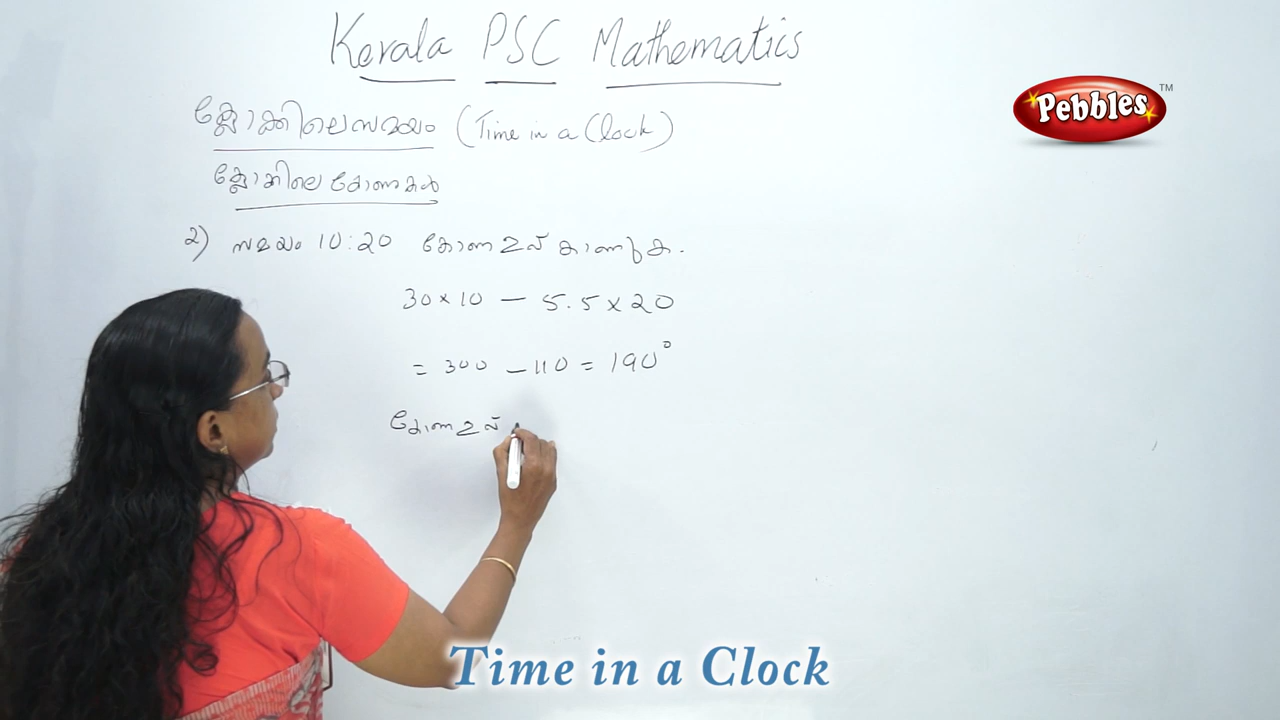 Kerala PSC Mathematics
ക്ലോക്കിലെ സമയം (Time in a Clock)
Pebbles TM
ക്ലോക്കിലെ കോണുകൾ
2) സമയം 10:20 കോണളവ് കാണുക.
30 × 10 — 5.5 × 20
= 300 – 110 = 190°
കോണളവ്
Time in a Clock